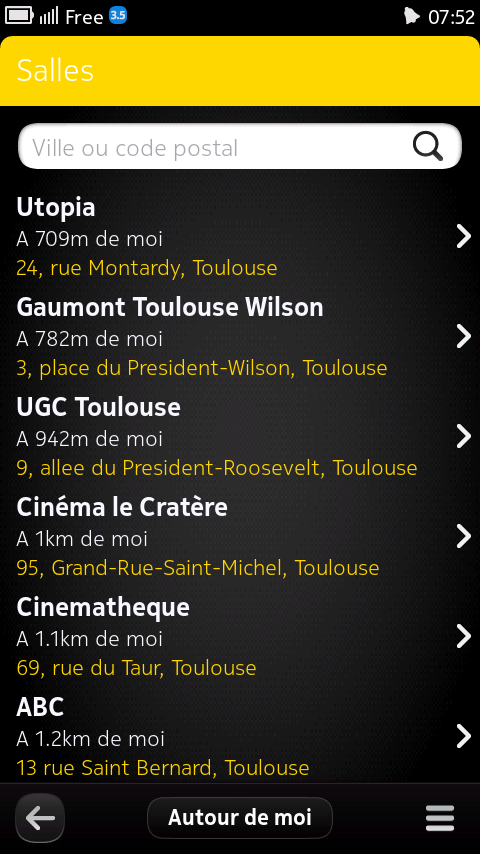 Free 3.5 07:52
Salles
Ville ou code postal
Utopia
A 709m de moi
24, rue Montardy, Toulouse
Gaumont Toulouse Wilson
A 782m de moi
3, place du President-Wilson, Toulouse
UGC Toulouse
A 942m de moi
9, allee du President-Roosevelt, Toulouse
Cinéma le Cratère
A 1km de moi
95, Grand-Rue-Saint-Michel, Toulouse
Cinematheque
A 1.1km de moi
69, rue du Taur, Toulouse
ABC
A 1.2km de moi
13 rue Saint Bernard, Toulouse
Autour de moi